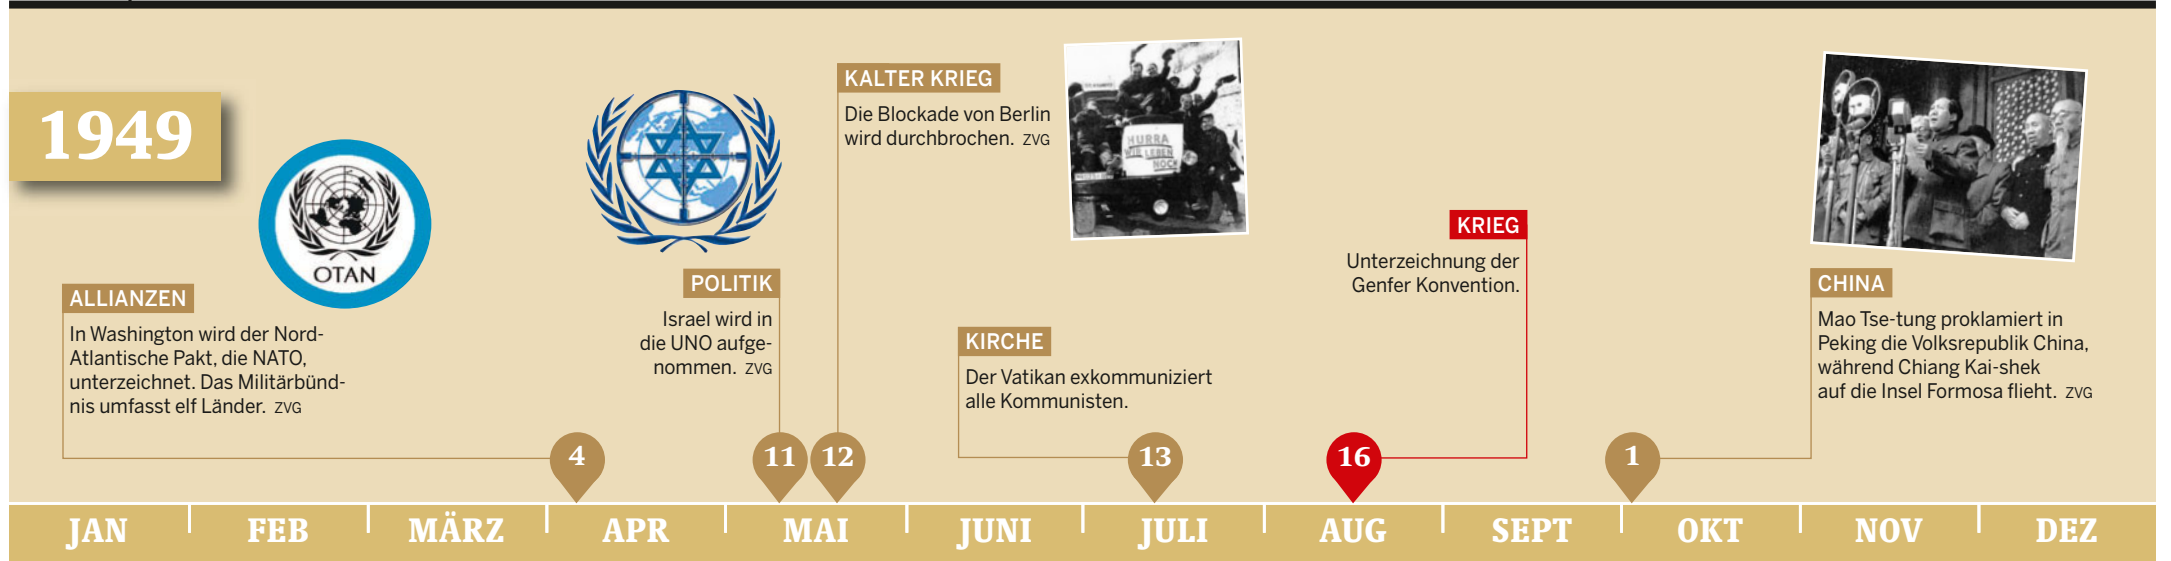 1949
OTAN
ALLIANZEN
In Washington wird der Nord-
Atlantische Pakt, die NATO,
unterzeichnet. Das Militärbünd-
nis umfasst elf Länder. ZVG
POLITIK
Israel wird in
die UNO aufge-
nommen. ZVG
KALTER KRIEG
Die Blockade von Berlin
wird durchbrochen. ZVG
HURRA
WIR LEBEN
NOCH
KIRCHE
Der Vatikan exkommuniziert
alle Kommunisten.
KRIEG
Unterzeichnung der
Genfer Konvention.
CHINA
Mao Tse-tung proklamiert in
Peking die Volksrepublik China,
während Chiang Kai-shek
auf die Insel Formosa flieht. ZVG
4
11
12
13
16
1
JAN
FEB
MÄRZ
APR
MAI
JUNI
JULI
AUG
SEPT
OKT
NOV
DEZ